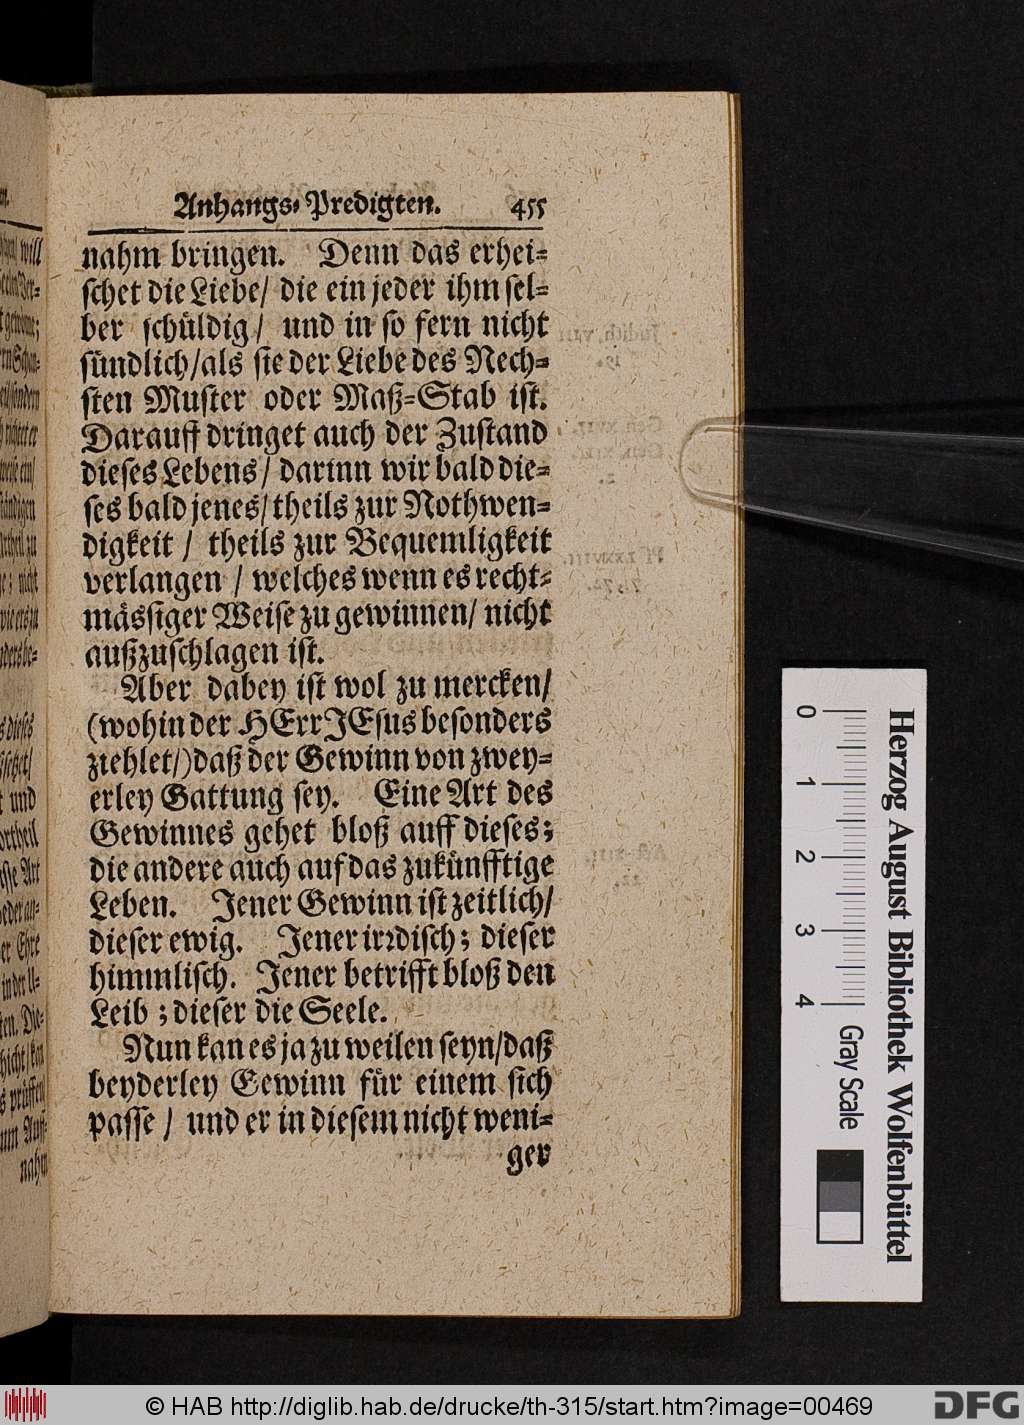 Anhangs-Predigten. 455
nahm bringen. Denn das erhei-
schet die Liebe/ die ein jeder ihm sel-
ber schüldig/ und in so fern nicht
sündlich/als sie der Liebe des Nech-
sten Muster oder Maß-Stab ist.
Darauff dringet auch der Zustand
dieses Lebens/ darinn wir bald die-
ses bald jenes/theils zur Nothwen-
digkeit / theils zur Bequemligkeit
verlangen / welches wenn es recht-
mässiger Weise zu gewinnen/ nicht
außzuschlagen ist.
Aber dabey ist wol zu mercken/
(wohin der HErr JEsus besonders
ziehlet/)daß der Gewinn von zwey-
erley Gattung sey. Eine Art des
Gewinnes gehet bloß auff dieses;
die andere auch auf das zukünfftige
Leben. Jener Gewinn ist zeitlich/
dieser ewig. Jener irrdisch; dieser
himmlisch. Jener betrifft bloß den
Leib ; dieser die Seele.
Nun kan es ja zu weilen seyn/daß
beyderley Gewinn für einem sich
passe / und er in diesem nicht weni-
ger
0 1 2 3 4 Gray Scale
Herzog August Bibliothek Wolfenbüttel
© HAB http://diglib.hab.de/drucke/th-315/start.htm?image=00469
DFG